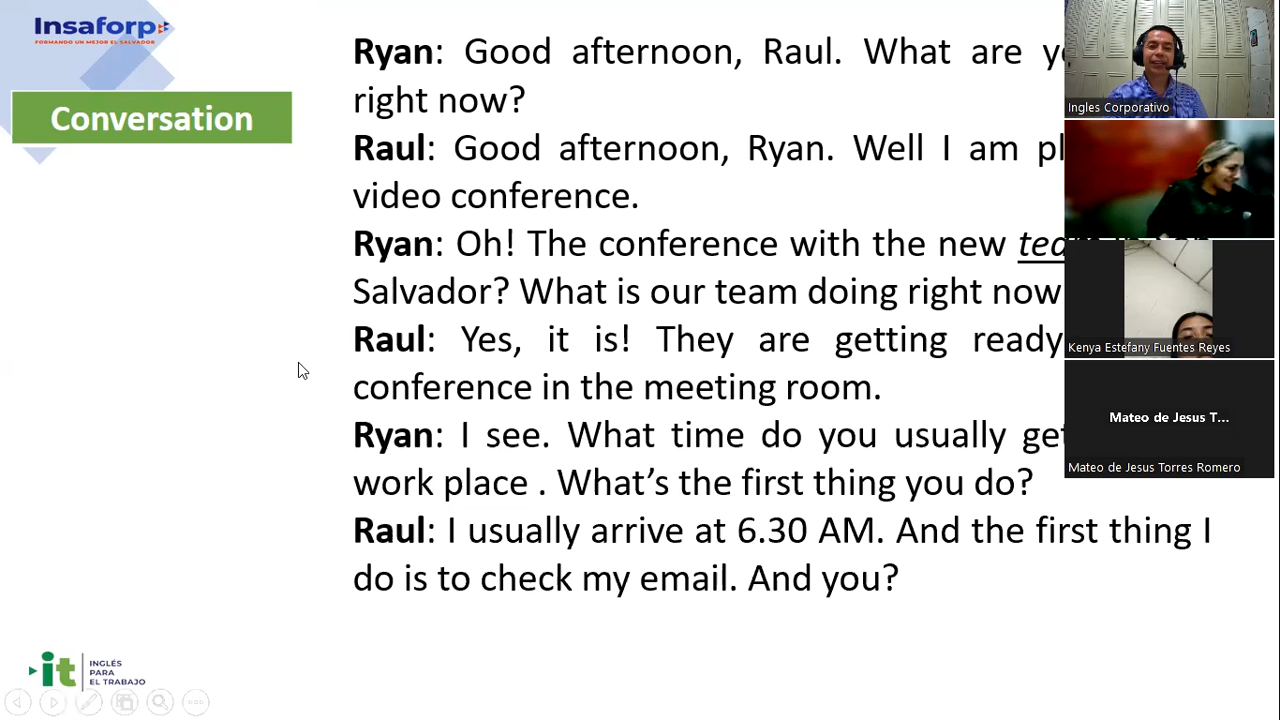 Insaforp
FORMANDO UN MEJOR EL SALVADOR
Conversation
Ryan: Good afternoon, Raul. What are
right now?
Raul: Good afternoon, Ryan. Well I am
video conference.
Ryan: Oh! The conference with the new
Salvador? What is our team doing right now
Raul: Yes, it is! They are getting ready
conference in the meeting room.
Ryan: I see. What time do you usually
work place . What’s the first thing you do?
Raul: I usually arrive at 6.30 AM. And the first thing I
do is to check my email. And you?
it
INGLÉS
PARA
EL TRABAJO
Ingles Corporativo
Kenya Estefany Fuentes Reyes
Mateo de Jesus T...
Mateo de Jesus Torres Romero